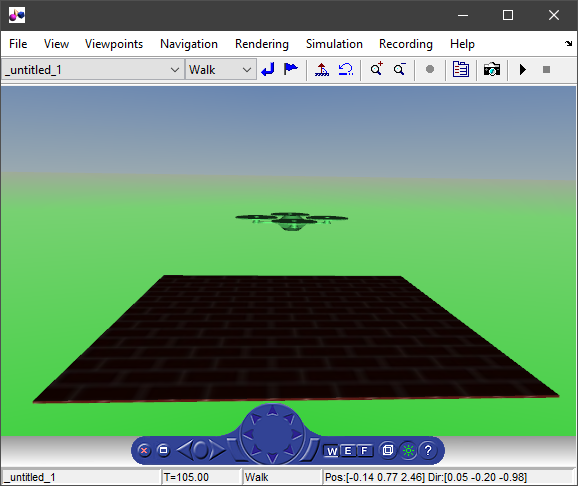 File View Viewpoints Navigation Rendering Simulation Recording Help
_untitled_1 Walk
W E F ?
_untitled_1 T=105.00 Walk Pos:[-0.14 0.77 2.46] Dir:[0.05 -0.20 -0.98]